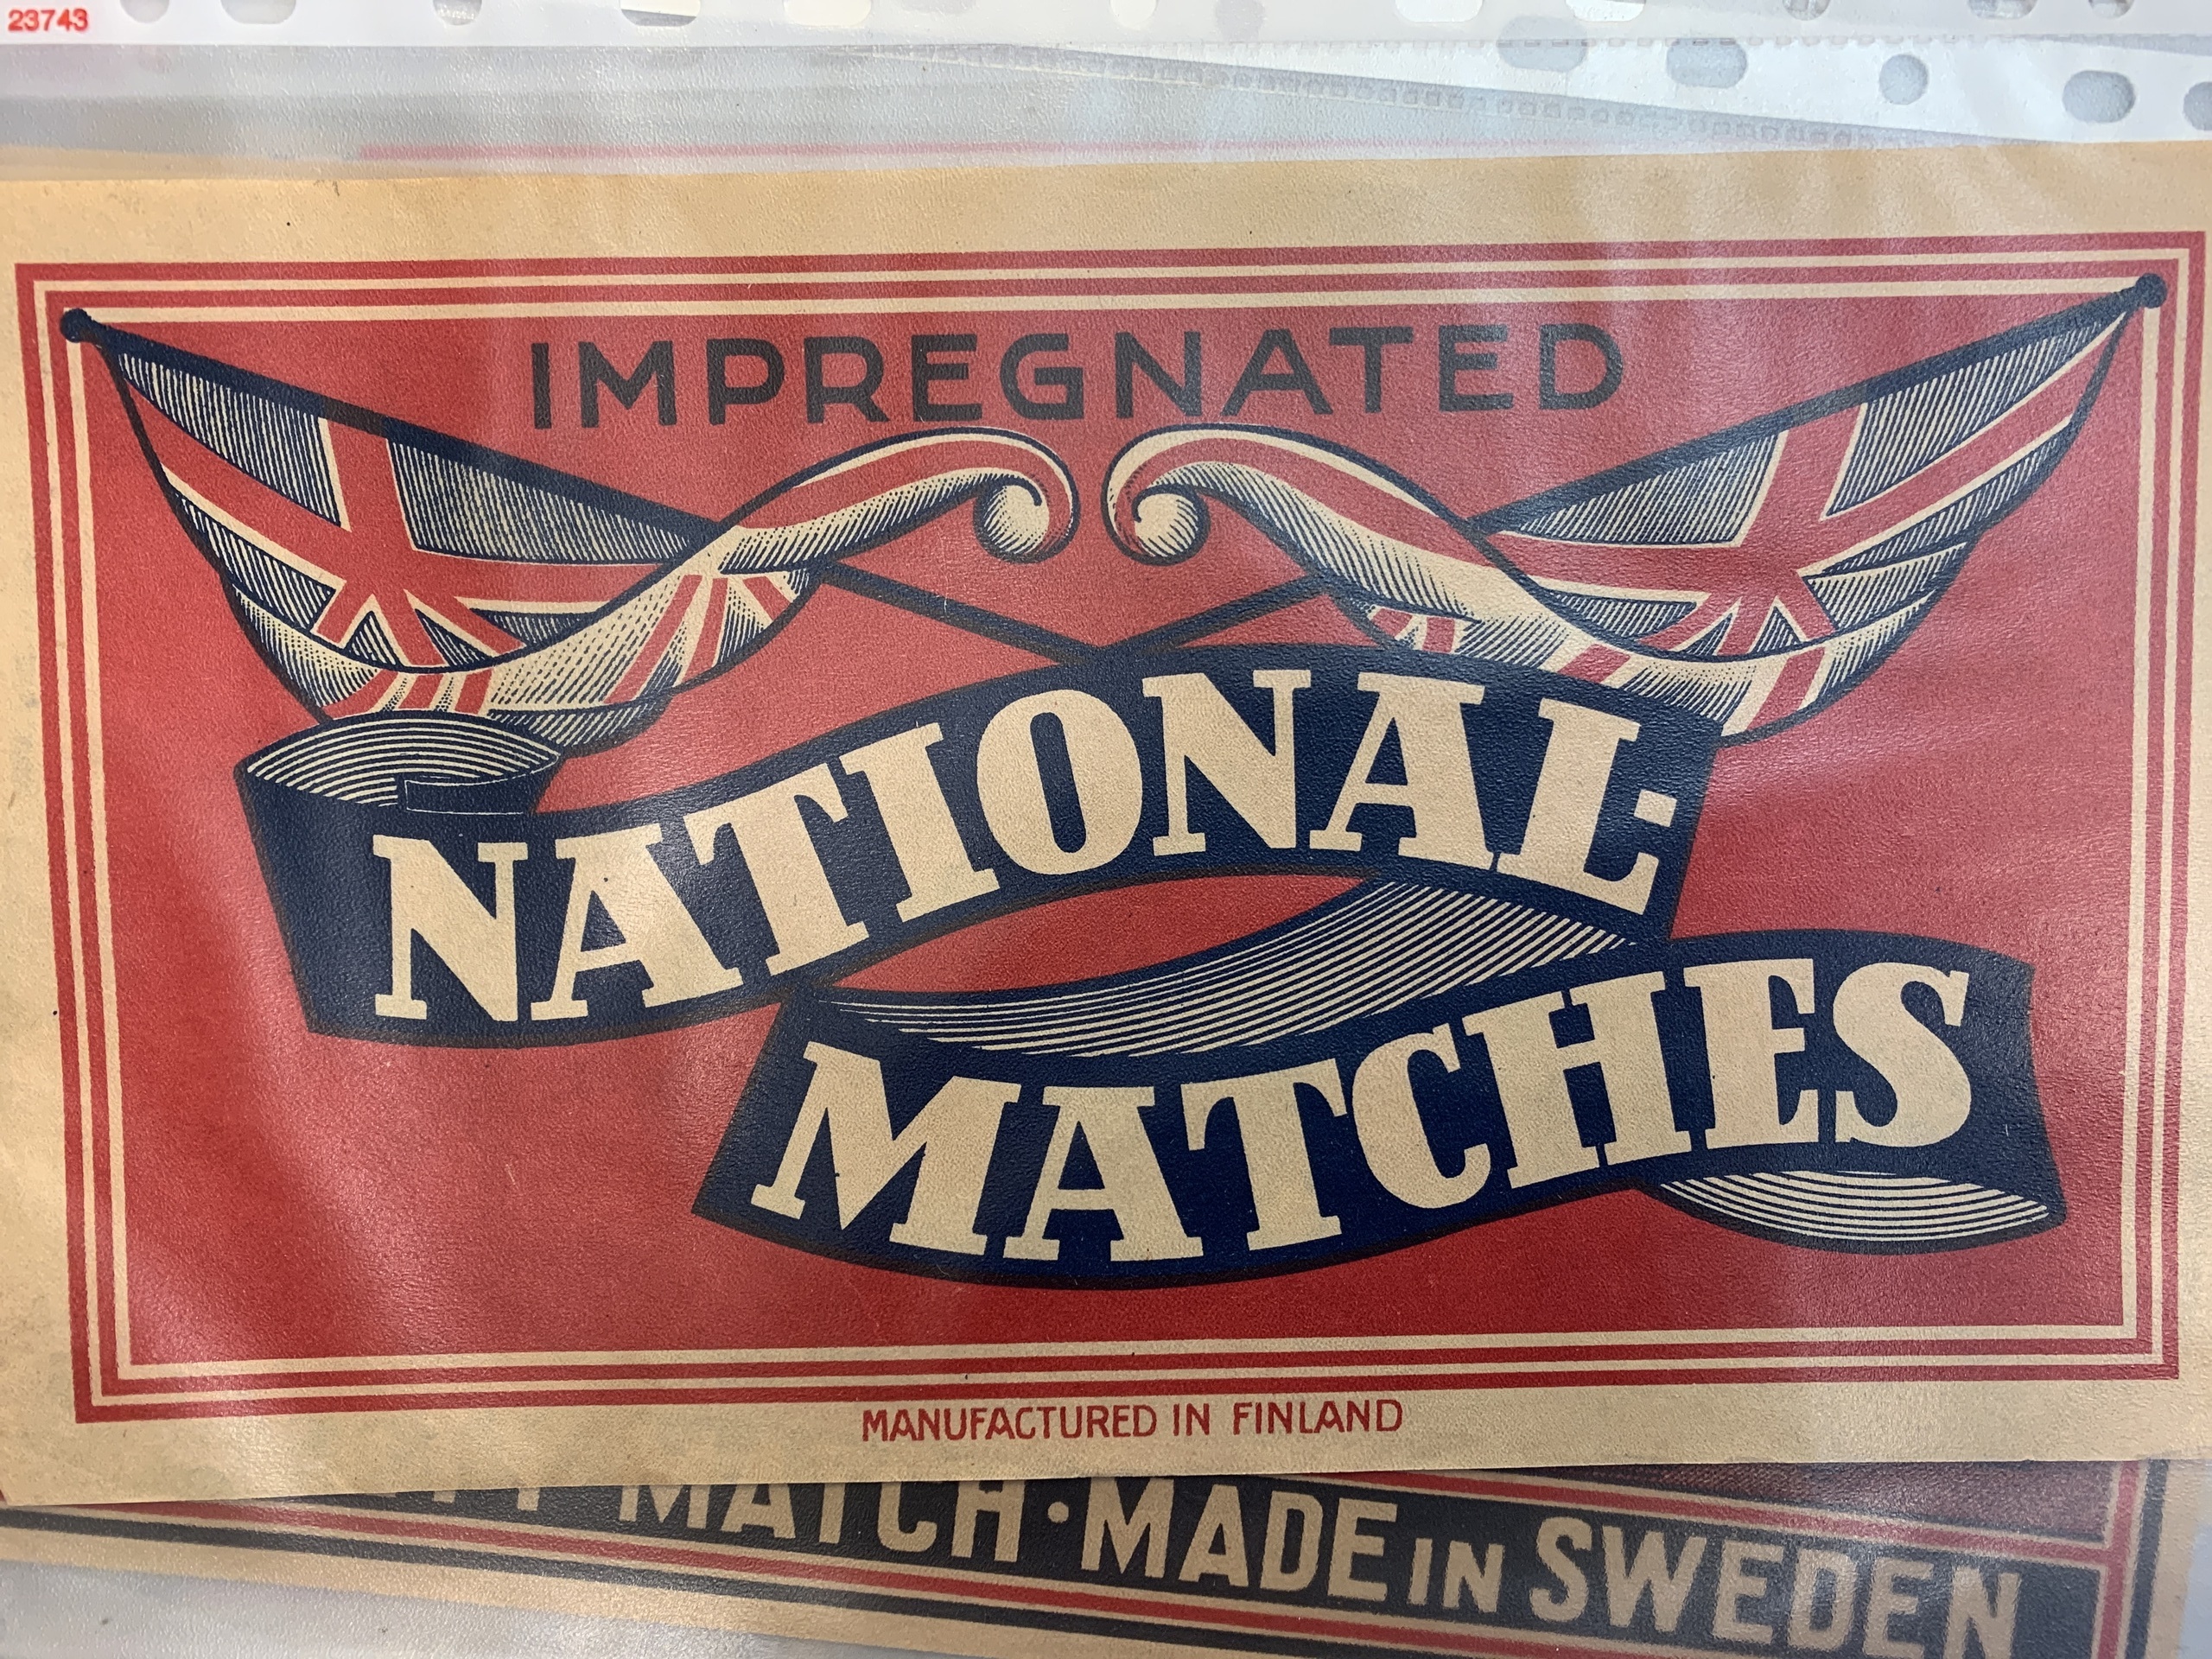 23743
IMPREGNATED
NATIONAL-
MATCHES
MANUFACTURED IN FINLAND
MATCH·MADE IN SWEDEN